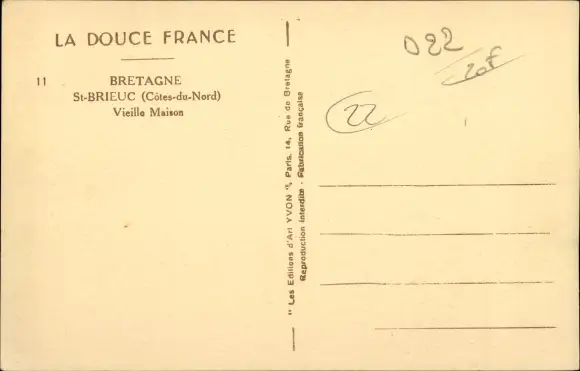 LA DOUCE FRANCE
11 BRETAGNE
St-BRIEUC (Côtes-du-Nord)
Vieille Maison
" Les Editions d'Art YVON ", Paris, 14, Rue de Bretagne
Reproduction interdite - Fabrication française
D22
20F
22